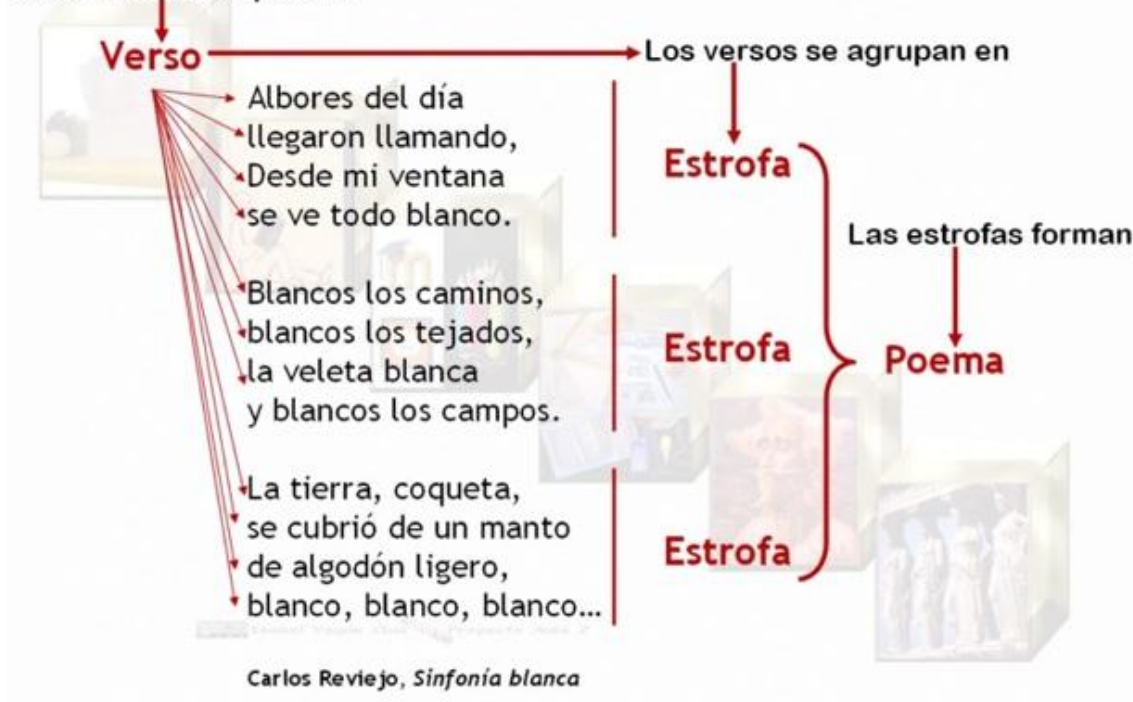 Verso
Los versos se agrupan en
Albores del día
llegaron llamando,
Desde mi ventana
se ve todo blanco.
Estrofa
Las estrofas forman
Blancos los caminos,
blancos los tejados,
la veleta blanca
y blancos los campos.
Estrofa
Poema
La tierra, coqueta,
se cubrió de un manto
de algodón ligero,
blanco, blanco, blanco...
Estrofa
Carlos Reviejo, Sinfonía blanca